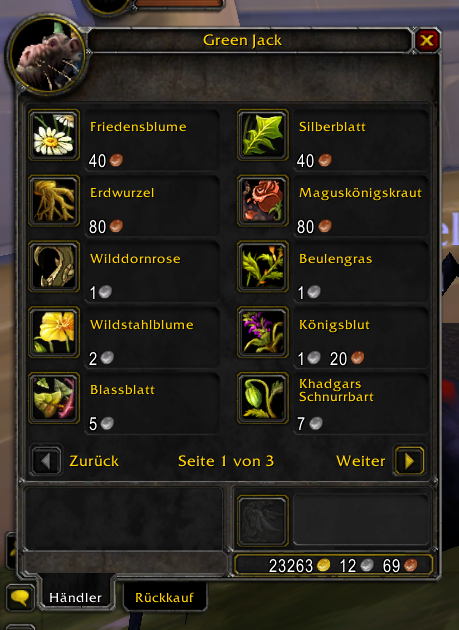 Green Jack
Friedensblume
40
Silberblatt
40
Erdwurzel
80
Maguskönigskraut
80
Wilddornrose
1
Beulengras
1
Wildstahlblume
2
Königsblut
1 20
Blassblatt
5
Khadgars
Schnurrbart
7
Zurück
Seite 1 von 3
Weiter
23263 12 69
Händler
Rückkauf